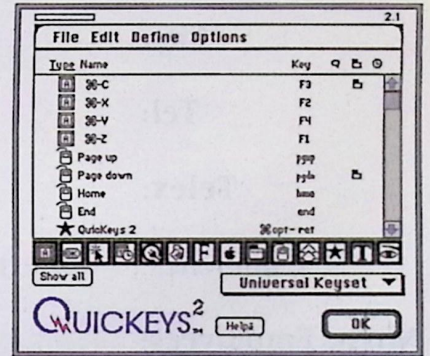 2.1
File Edit Define Options
Type Name Key
⌘-C F3
⌘-X F2
⌘-V F4
⌘-Z F1
Page up pgup
Page down pgdn
Home home
End end
QuicKeys 2 ⌘opt- ret
Show all
Universal Keyset
QUICKEYS2
TM
Help
OK